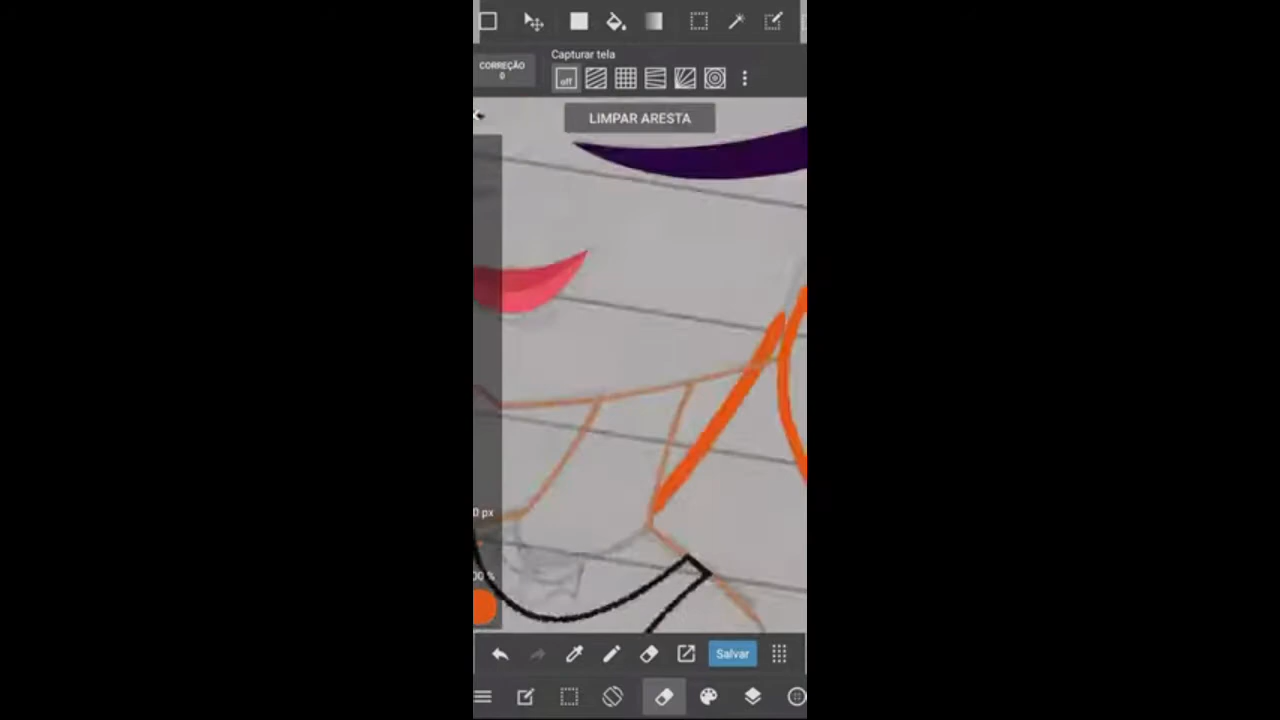 Capturar tela
CORREÇÃO
0
off
LIMPAR ARESTA
0 px
00 %
Salvar